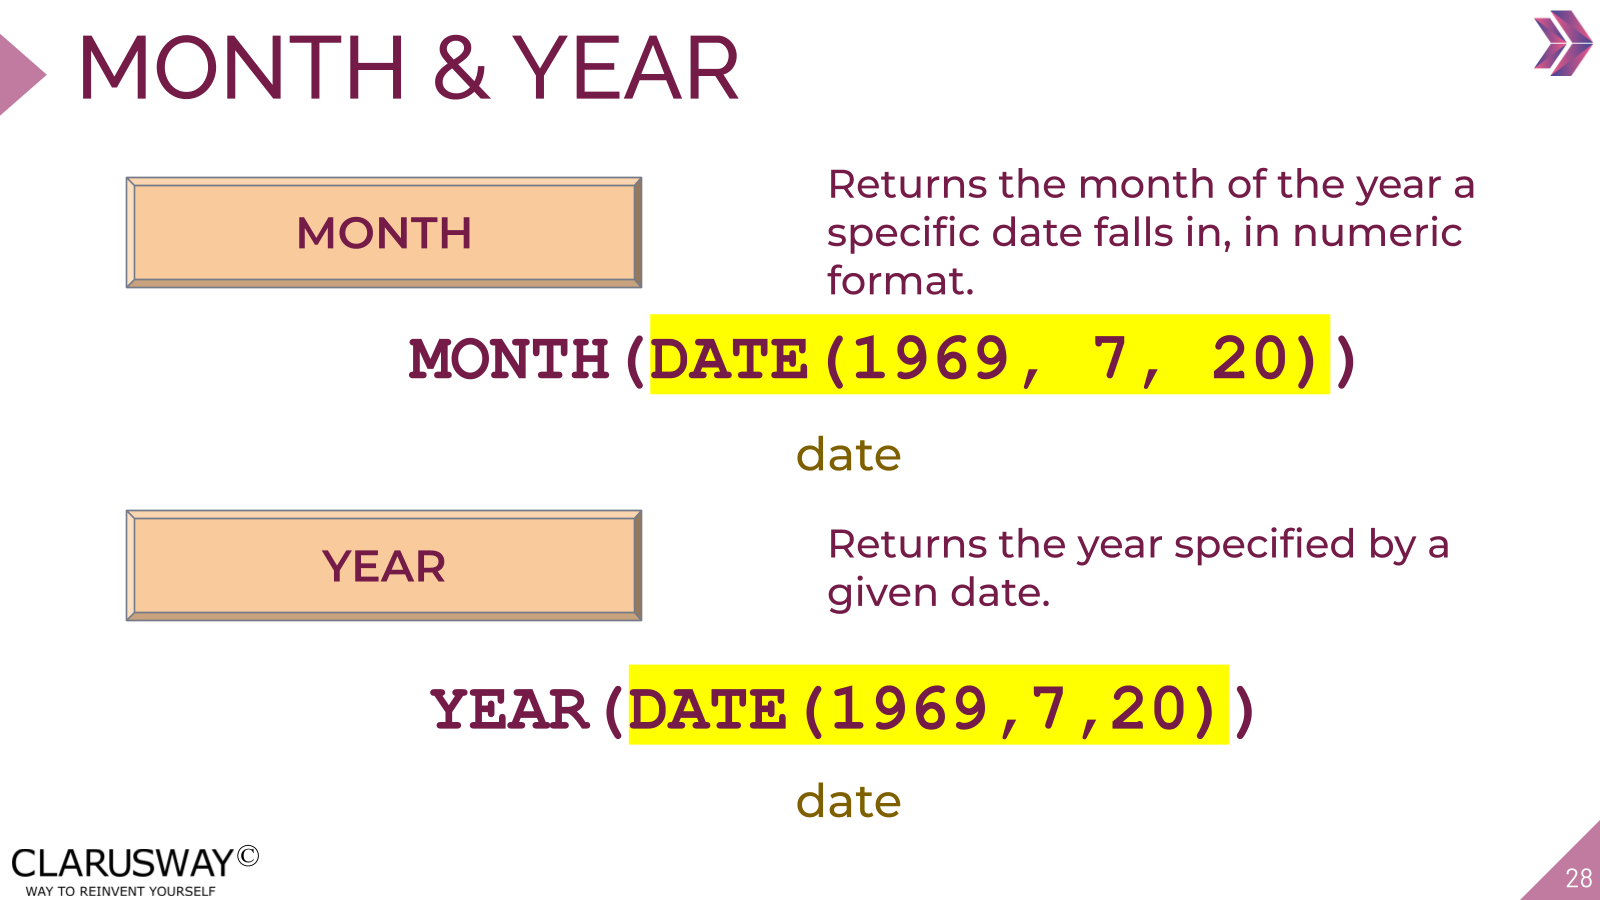 MONTH & YEAR
MONTH
Returns the month of the year a
specific date falls in, in numeric
format.
MONTH(DATE(1969, 7, 20))
date
YEAR
Returns the year specified by a
given date.
YEAR(DATE(1969,7,20))
date
CLARUSWAY©
WAY TO REINVENT YOURSELF
28